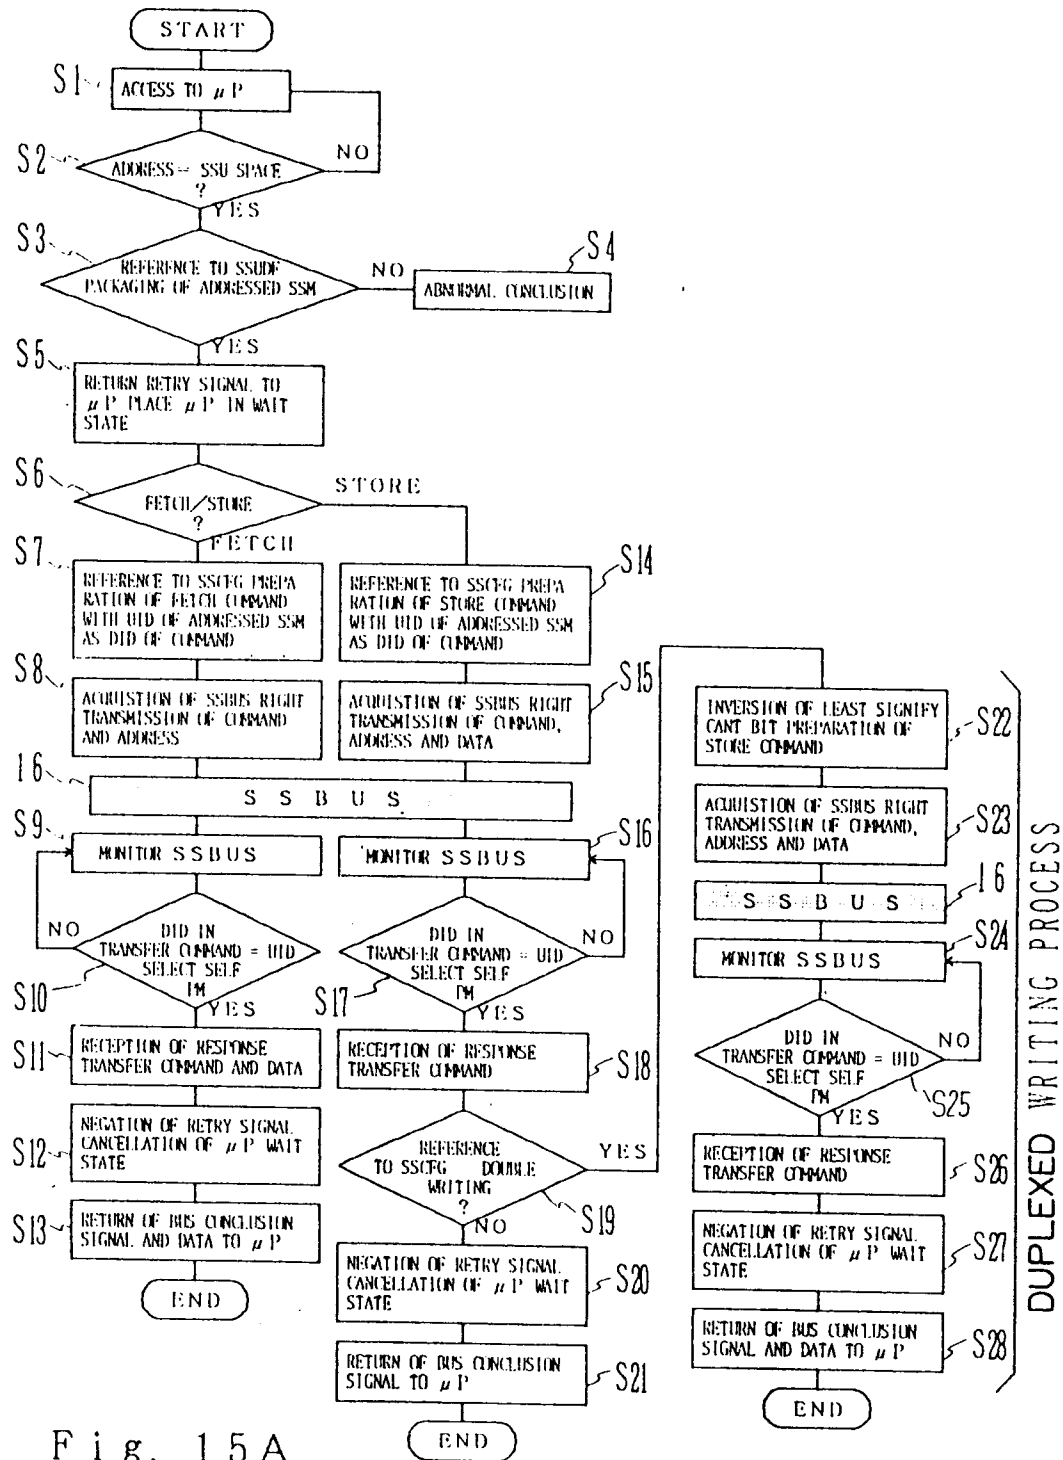 START
S1
ACCESS TO μP
S2
ADDRESS = SSU SPACE
?
NO
YES
S3
REFERENCE TO SSUDF
PACKAGING OF ADDRESSED SSM
NO
S4
ABNORMAL CONCLUSION
YES
S5
RETURN RETRY SIGNAL TO
μP PLACE μP IN WAIT
STATE
S6
FETCH/STORE
?
STORE
FETCH
S7
REFERENCE TO SSCFG PREPA
RATION OF FETCH COMMAND
WITH UID OF ADDRESSED SSM
AS DID OF COMMAND
S8
ACQUISTION OF SSBUS RIGHT
TRANSMISSION OF COMMAND
AND ADDRESS
16
SSBUS
S9
MONITOR SSBUS
NO
DID IN
TRANSFER COMMAND = UID
SELECT SELF
PM
S10
YES
S11
RECEPTION OF RESPONSE
TRANSFER COMMAND AND DATA
S12
NEGATION OF RETRY SIGNAL
CANCELLATION OF μP WAIT
STATE
S13
RETURN OF BUS CONCLUSION
SIGNAL AND DATA TO μP
END
S14
REFERENCE TO SSCFG PREPA
RATION OF STORE COMMAND
WITH UID OF ADDRESSED SSM
AS DID OF COMMAND
S15
ACQUISTION OF SSBUS RIGHT
TRANSMISSION OF COMMAND,
ADDRESS AND DATA
S16
MONITOR SSBUS
NO
DID IN
TRANSFER COMMAND = UID
SELECT SELF
PM
S17
YES
RECEPTION OF RESPONSE
TRANSFER COMMAND
S18
REFERENCE
TO SSCFG DOUBLE
WRITING
?
YES
S19
NO
NEGATION OF RETRY SIGNAL
CANCELLATION OF μP WAIT
STATE
S20
RETURN OF BUS CONCLUSION
SIGNAL TO μP
S21
END
INVERSION OF LEAST SIGNIFY
CANT BIT PREPARATION OF
STORE COMMAND
S22
ACQUISTION OF SSBUS RIGHT
TRANSMISSION OF COMMAND,
ADDRESS AND DATA
S23
SSBUS
16
S24
MONITOR SSBUS
DID IN
TRANSFER COMMAND = UID
SELECT SELF
PM
NO
S25
YES
RECEPTION OF RESPONSE
TRANSFER COMMAND
S26
NEGATION OF RETRY SIGNAL
CANCELLATION OF μP WAIT
STATE
S27
RETURN OF BUS CONCLUSION
SIGNAL AND DATA TO μP
S28
END
DUPLEXED WRITING PROCESS
Fig. 15A